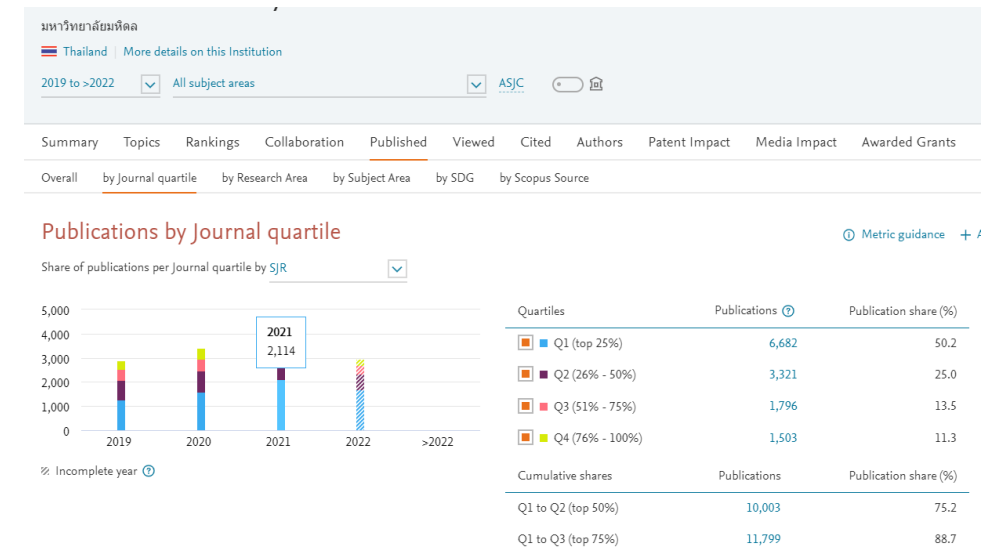 มหาวิทยาลัยมหิดล
Thailand | More details on this Institution
2019 to >2022 All subject areas ASJC
Summary Topics Rankings Collaboration Published Viewed Cited Authors Patent Impact Media Impact Awarded Grants
Overall by Journal quartile by Research Area by Subject Area by SDG by Scopus Source
Publications by Journal quartile
Metric guidance +
Share of publications per Journal quartile by SJR
5,000
4,000
3,000
2,000
1,000
0
2021
2,114
2019 2020 2021 2022 >2022
Incomplete year
Quartiles Publications Publication share (%)
Q1 (top 25%) 6,682 50.2
Q2 (26% - 50%) 3,321 25.0
Q3 (51% - 75%) 1,796 13.5
Q4 (76% - 100%) 1,503 11.3
Cumulative shares Publications Publication share (%)
Q1 to Q2 (top 50%) 10,003 75.2
Q1 to Q3 (top 75%) 11,799 88.7